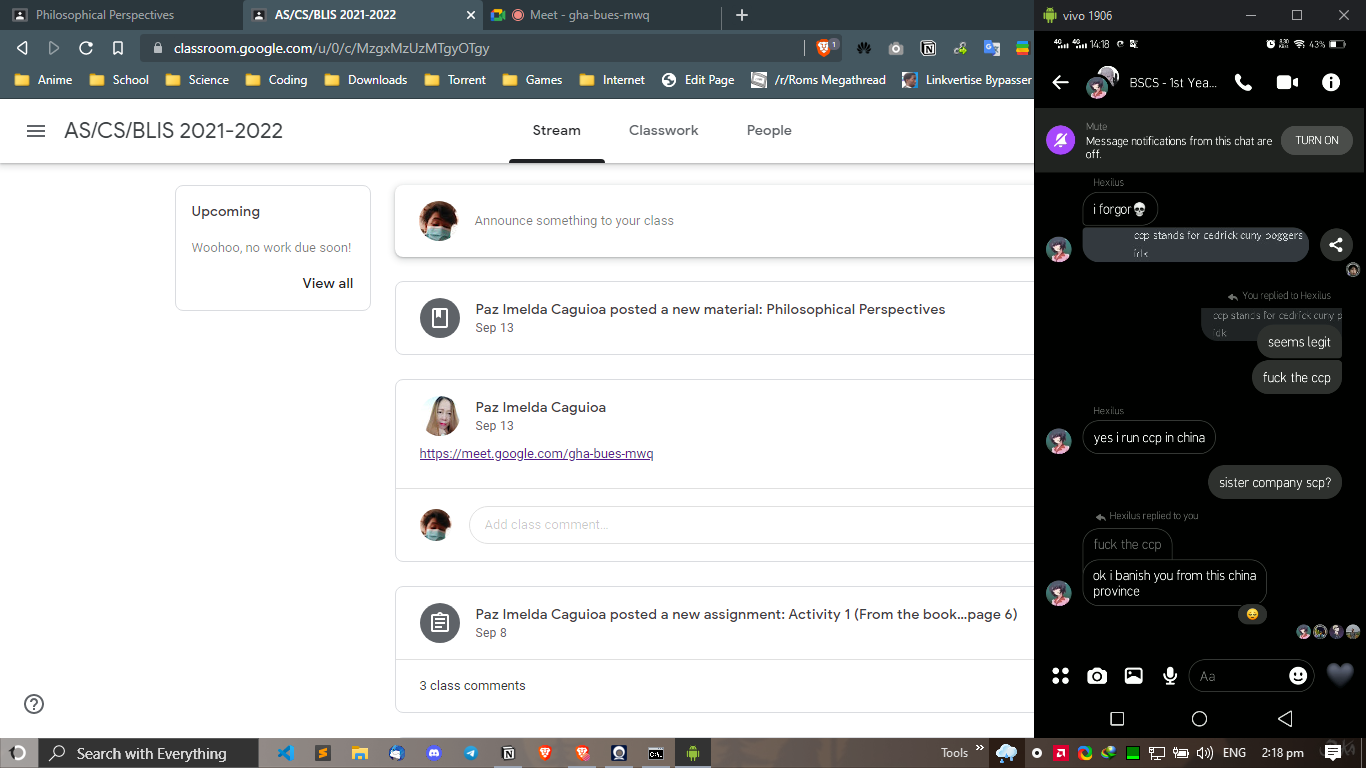 Philosophical Perspectives
AS/CS/BLIS 2021-2022
Meet - gha-bues-mwq
classroom.google.com/u/0/c/MzgxMzUzMTgyOTgy
1
Anime
School
Science
Coding
Downloads
Torrent
Games
Internet
Edit Page
/r/Roms Megathread
Linkvertise Bypasser
AS/CS/BLIS 2021-2022
Stream
Classwork
People
Upcoming
Woohoo, no work due soon!
View all
Announce something to your class
Paz Imelda Caguioa posted a new material: Philosophical Perspectives
Sep 13
Paz Imelda Caguioa
Sep 13
https://meet.google.com/gha-bues-mwq
Add class comment...
Paz Imelda Caguioa posted a new assignment: Activity 1 (From the book...page 6)
Sep 8
3 class comments
vivo 1906
14:18
43%
BSCS - 1st Yea...
Mute
Message notifications from this chat are
off.
TURN ON
Hexilus
i forgor💀
ccp stands for cedrick cuny poggers
idk
You replied to Hexilus
ccp stands for cedrick cuny p
idk
seems legit
fuck the ccp
Hexilus
yes i run ccp in china
sister company scp?
Hexilus replied to you
fuck the ccp
ok i banish you from this china
province
Aa
Search with Everything
Tools
ENG
2:18 pm